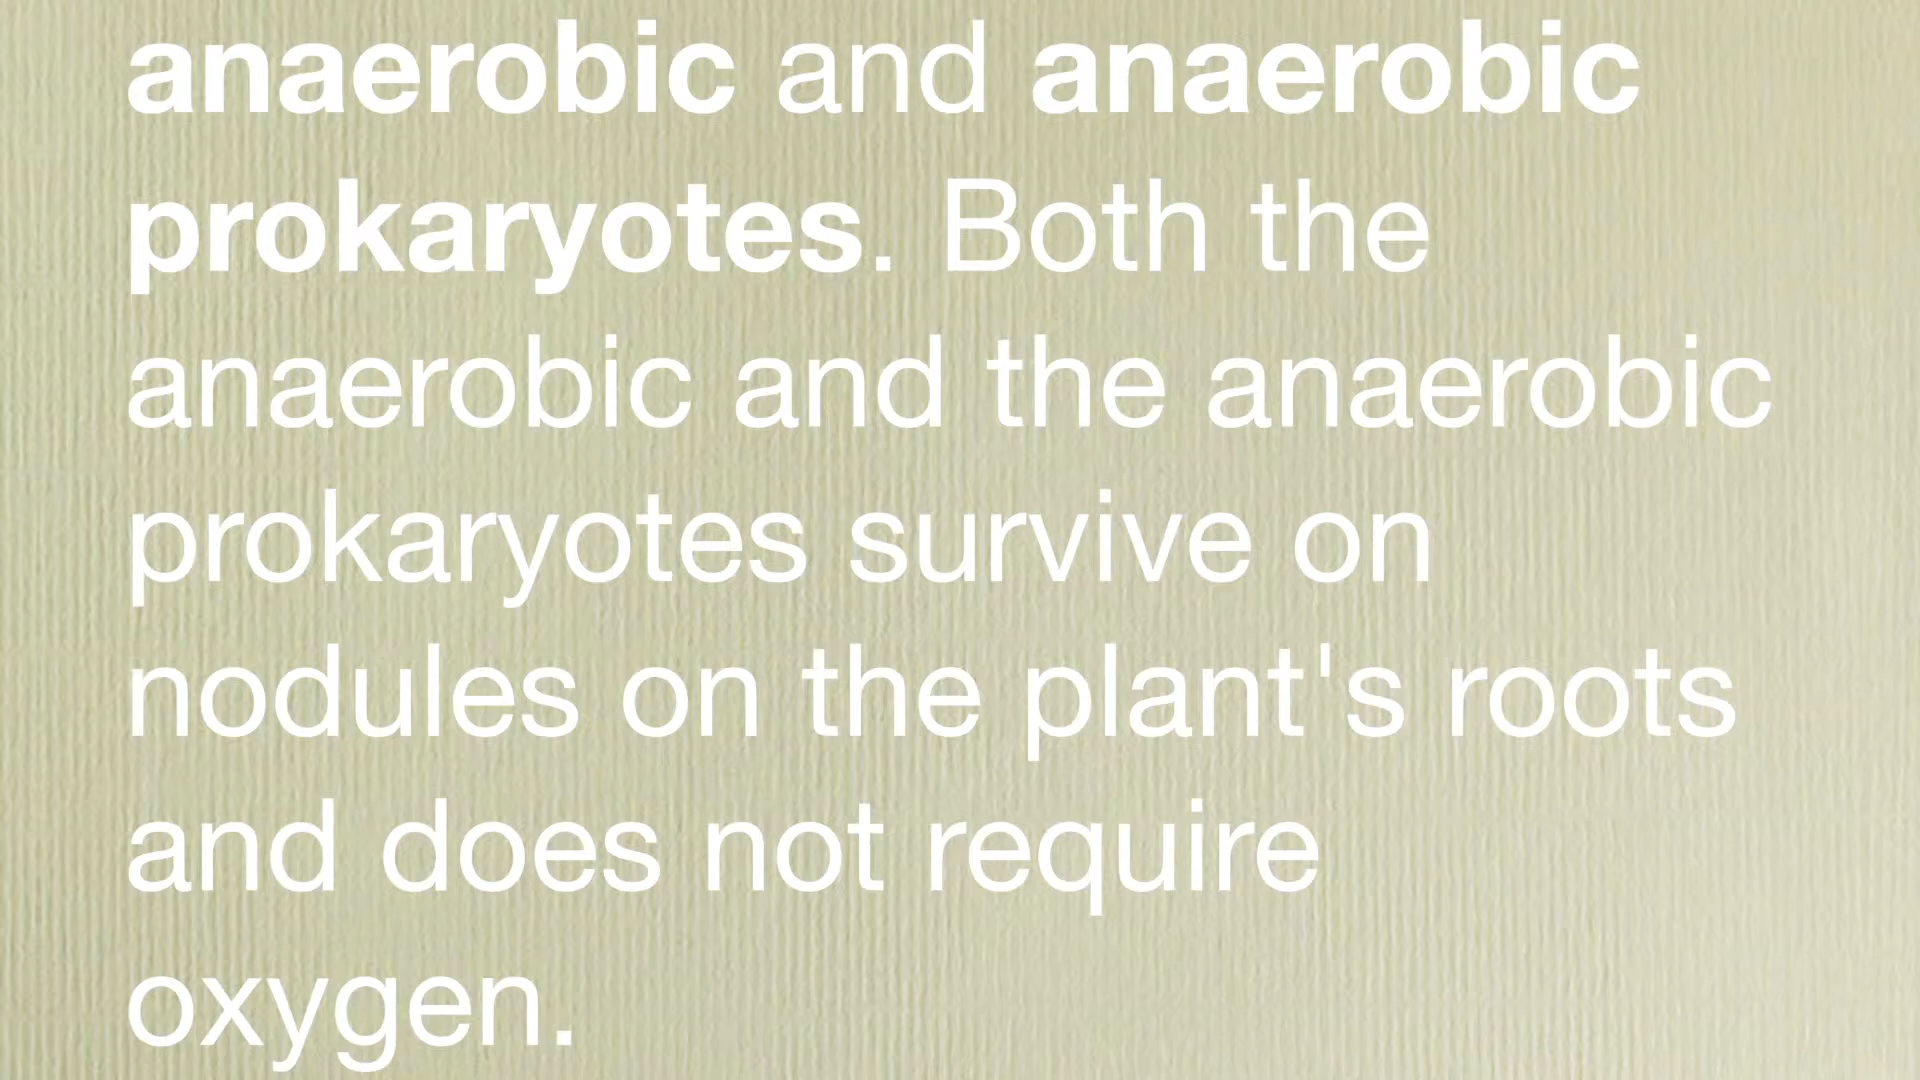 anaerobic and anaerobic
prokaryotes. Both the
anaerobic and the anaerobic
prokaryotes survive on
nodules on the plant's roots
and does not require
oxygen.